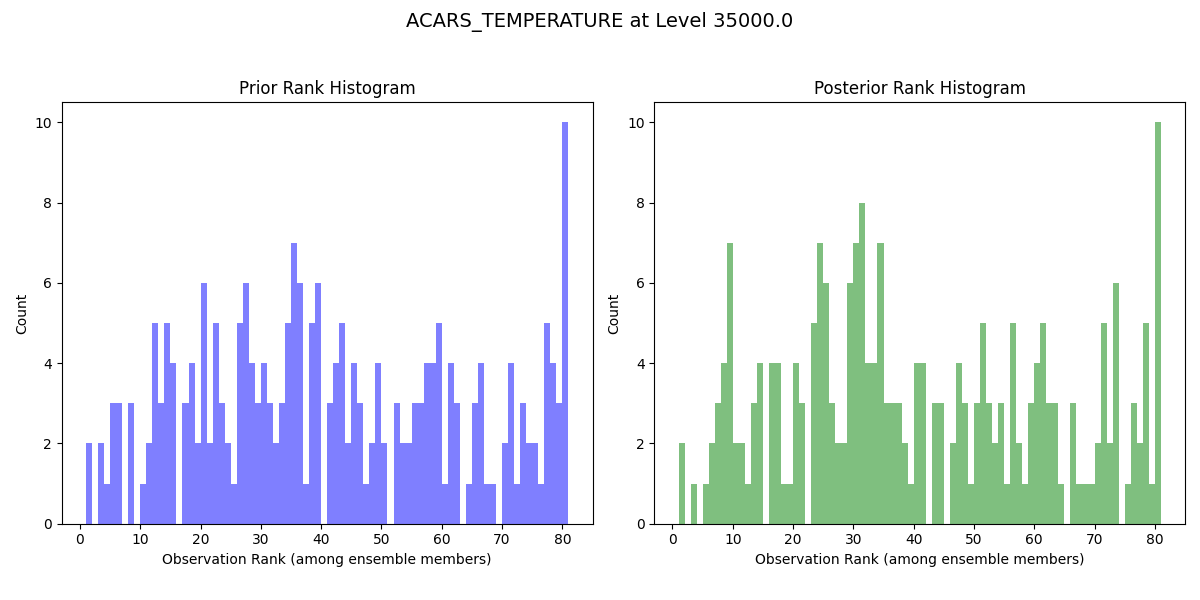 ACARS_TEMPERATURE at Level 35000.0
Prior Rank Histogram
Count
10
8
6
4
2
0
0 10 20 30 40 50 60 70 80
Observation Rank (among ensemble members)
Posterior Rank Histogram
Count
10
8
6
4
2
0
0 10 20 30 40 50 60 70 80
Observation Rank (among ensemble members)